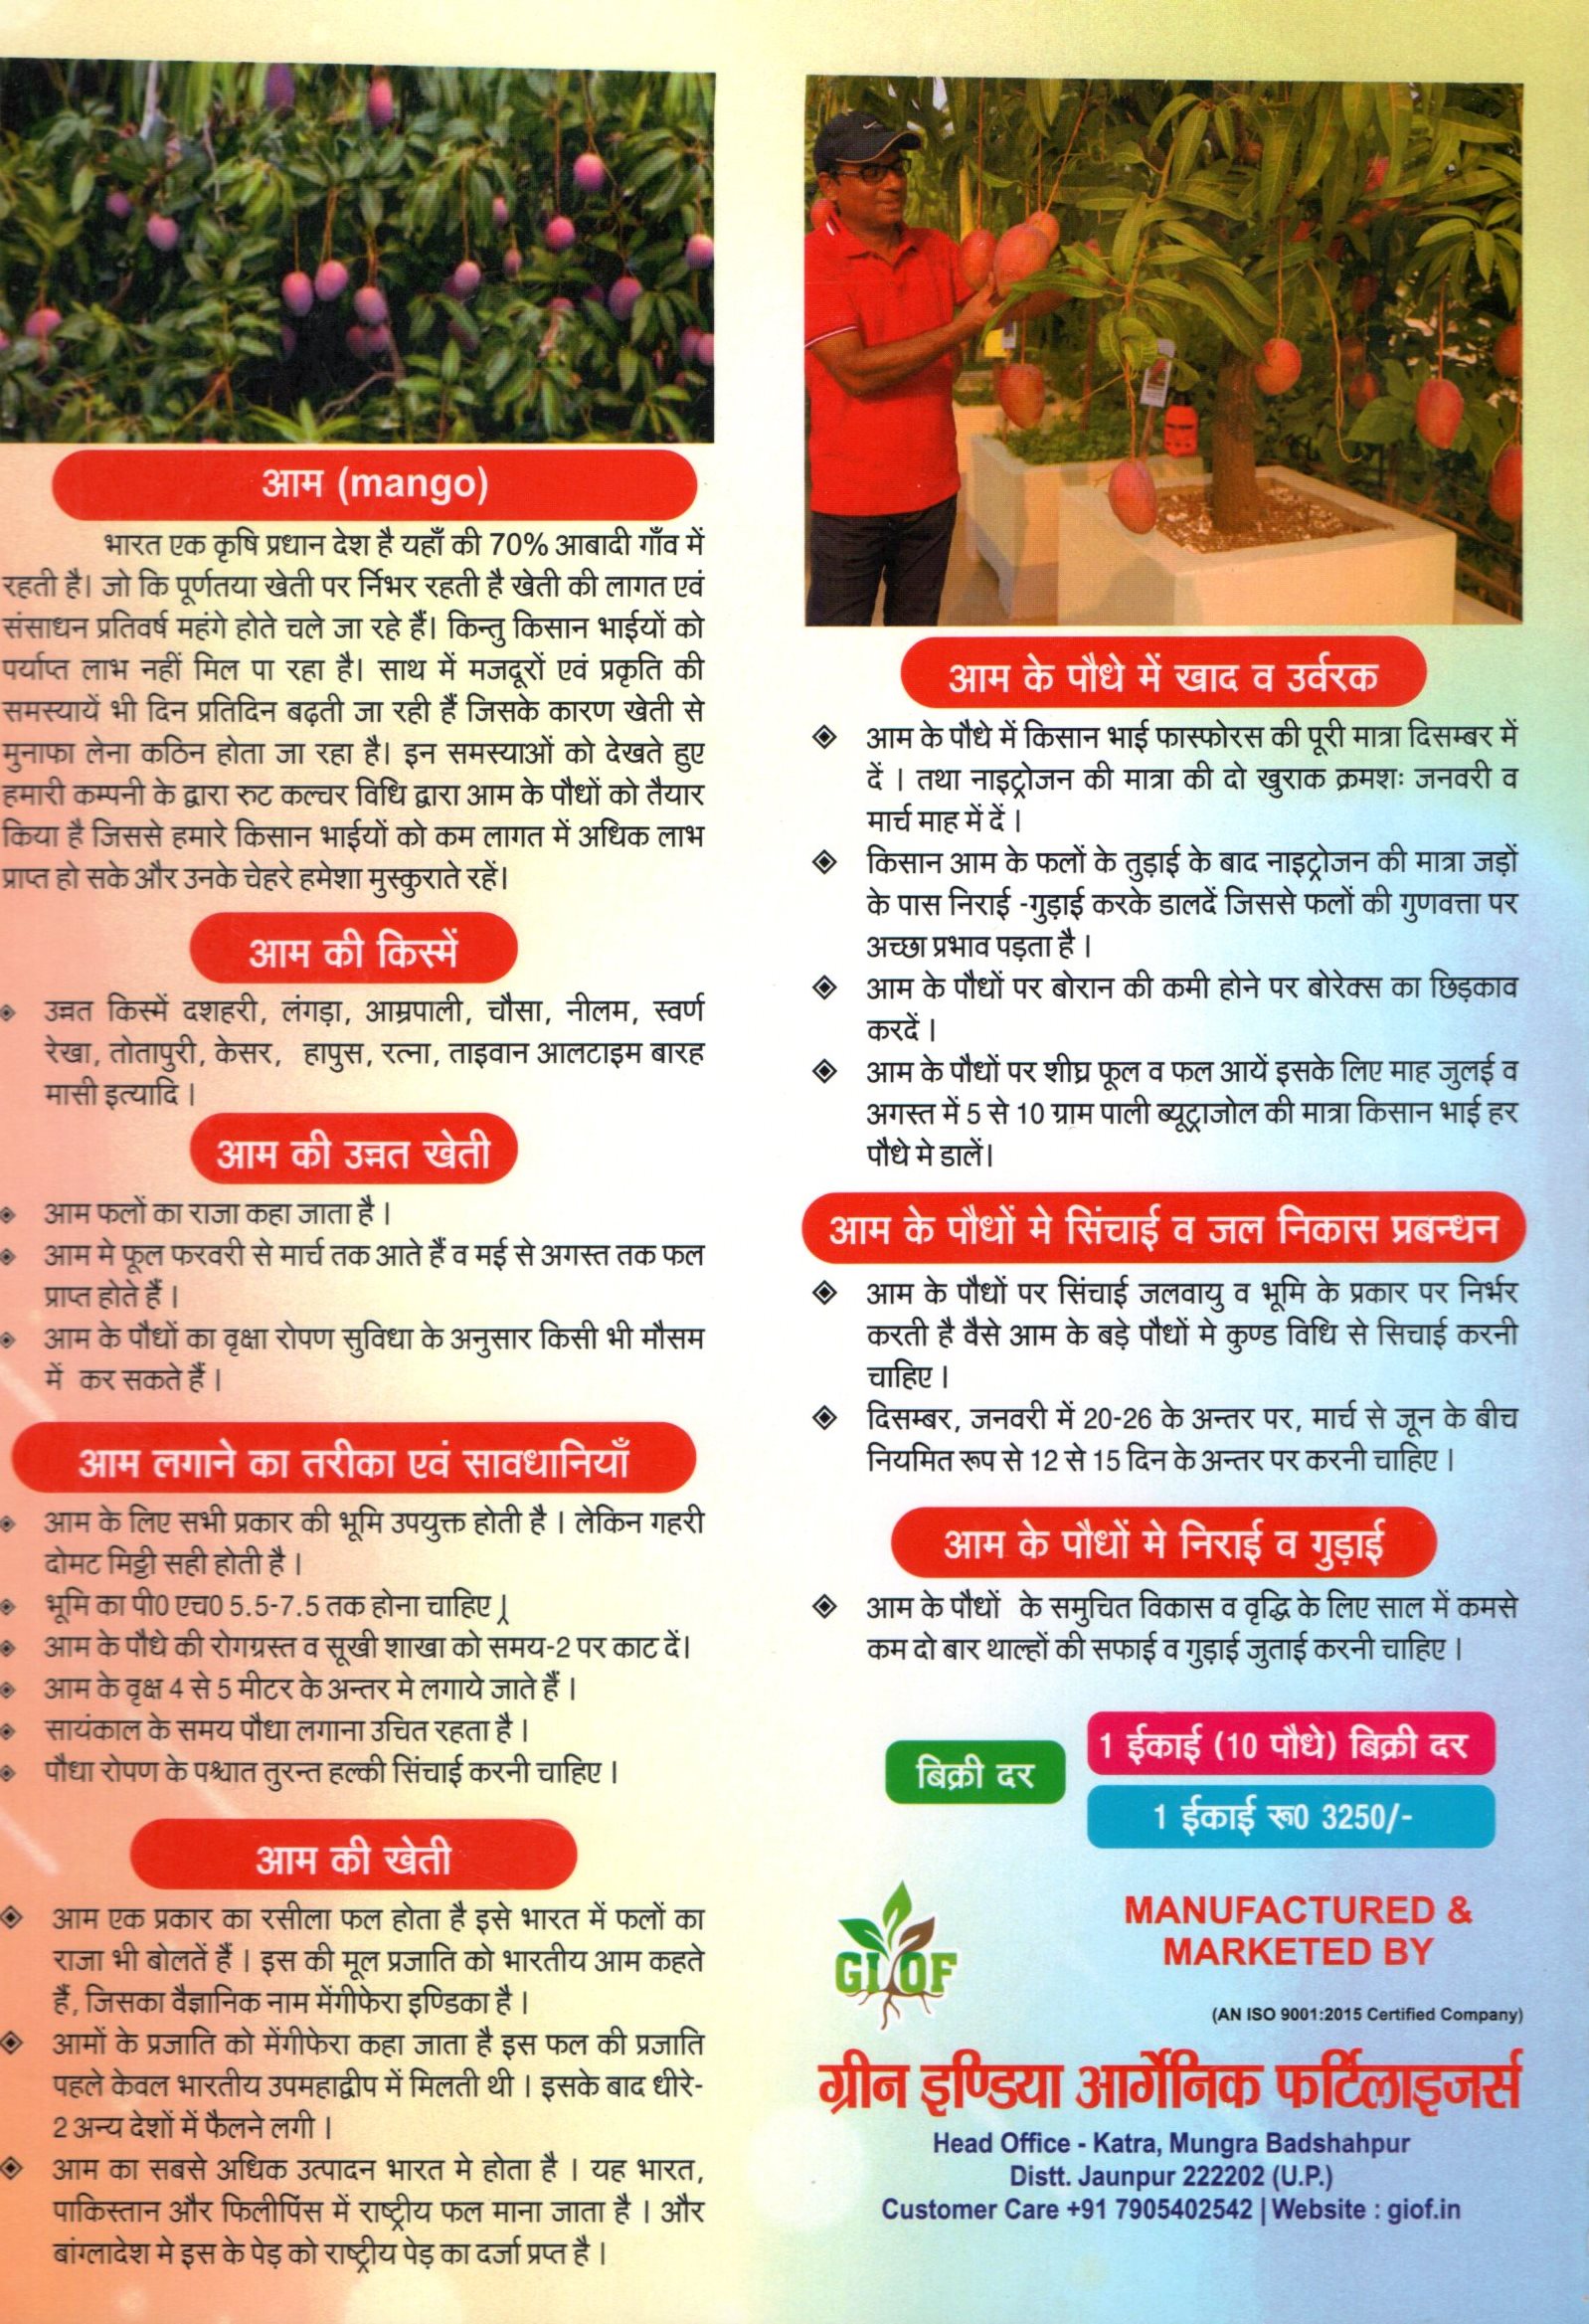 आम (mango)
भारत एक कृषि प्रधान देश है यहाँ की 70% आबादी गाँव में
रहती है। जो कि पूर्णतया खेती पर र्निभर रहती है खेती की लागत एवं
संसाधन प्रतिवर्ष महंगे होते चले जा रहे हैं। किन्तु किसान भाईयों को
पर्याप्त लाभ नहीं मिल पा रहा है। साथ में मजदूरों एवं प्रकृति की
समस्यायें भी दिन प्रतिदिन बढ़ती जा रही हैं जिसके कारण खेती से
मुनाफा लेना कठिन होता जा रहा है। इन समस्याओं को देखते हुए
हमारी कम्पनी के द्वारा रुट कल्चर विधि द्वारा आम के पौधों को तैयार
किया है जिससे हमारे किसान भाईयों को कम लागत में अधिक लाभ
प्राप्त हो सके और उनके चेहरे हमेशा मुस्कुराते रहें।
आम की किस्में
उन्नत किस्में दशहरी, लंगड़ा, आम्रपाली, चौसा, नीलम, स्वर्ण
रेखा, तोतापुरी, केसर, हापुस, रत्ना, ताइवान आलटाइम बारह
मासी इत्यादि।
आम की उन्नत खेती
आम फलों का राजा कहा जाता है।
आम मे फूल फरवरी से मार्च तक आते हैं व मई से अगस्त तक फल
प्राप्त होते हैं।
आम के पौधों का वृक्षा रोपण सुविधा के अनुसार किसी भी मौसम
में कर सकते हैं।
आम लगाने का तरीका एवं सावधानियाँ
आम के लिए सभी प्रकार की भूमि उपयुक्त होती है। लेकिन गहरी
दोमट मिट्टी सही होती है।
भूमि का पी0 एच0 5.5-7.5 तक होना चाहिए।
आम के पौधे की रोगग्रस्त व सूखी शाखा को समय-2 पर काट दें।
आम के वृक्ष 4 से 5 मीटर के अन्तर मे लगाये जाते हैं।
सायंकाल के समय पौधा लगाना उचित रहता है।
पौधा रोपण के पश्चात तुरन्त हल्की सिंचाई करनी चाहिए।
आम की खेती
आम एक प्रकार का रसीला फल होता है इसे भारत में फलों का
राजा भी बोलतें हैं। इस की मूल प्रजाति को भारतीय आम कहते
हैं, जिसका वैज्ञानिक नाम मेंगीफेरा इण्डिका है।
आमों के प्रजाति को मेंगीफेरा कहा जाता है इस फल की प्रजाति
पहले केवल भारतीय उपमहाद्वीप में मिलती थी। इसके बाद धीरे-
2 अन्य देशों में फैलने लगी।
आम का सबसे अधिक उत्पादन भारत मे होता है। यह भारत,
पाकिस्तान और फिलीपिंस में राष्ट्रीय फल माना जाता है। और
बांग्लादेश मे इस के पेड़ को राष्ट्रीय पेड़ का दर्जा प्रप्त है।
आम के पौधे में खाद व उर्वरक
आम के पौधे में किसान भाई फास्फोरस की पूरी मात्रा दिसम्बर में
दें। तथा नाइट्रोजन की मात्रा की दो खुराक क्रमशः जनवरी व
मार्च माह में दें।
किसान आम के फलों के तुड़ाई के बाद नाइट्रोजन की मात्रा जड़ों
के पास निराई -गुड़ाई करके डालदें जिससे फलों की गुणवत्ता पर
अच्छा प्रभाव पड़ता है।
आम के पौधों पर बोरान की कमी होने पर बोरेक्स का छिड़काव
करदें।
आम के पौधों पर शीघ्र फूल व फल आयें इसके लिए माह जुलई व
अगस्त में 5 से 10 ग्राम पाली ब्यूट्राजोल की मात्रा किसान भाई हर
पौधे मे डालें।
आम के पौधों मे सिंचाई व जल निकास प्रबन्धन
आम के पौधों पर सिंचाई जलवायु व भूमि के प्रकार पर निर्भर
करती है वैसे आम के बड़े पौधों मे कुण्ड विधि से सिचाई करनी
चाहिए।
दिसम्बर, जनवरी में 20-26 के अन्तर पर, मार्च से जून के बीच
नियमित रूप से 12 से 15 दिन के अन्तर पर करनी चाहिए।
आम के पौधों मे निराई व गुड़ाई
आम के पौधों के समुचित विकास व वृद्धि के लिए साल में कमसे
कम दो बार थाल्हों की सफाई व गुड़ाई जुताई करनी चाहिए।
बिक्री दर
1 ईकाई (10 पौधे) बिक्री दर
1 ईकाई रू0 3250/-
GIOF
MANUFACTURED &
MARKETED BY
(AN ISO 9001:2015 Certified Company)
ग्रीन इण्डिया आर्गेनिक फर्टिलाइजर्स
Head Office - Katra, Mungra Badshahpur
Distt. Jaunpur 222202 (U.P.)
Customer Care +91 7905402542 | Website : giof.in